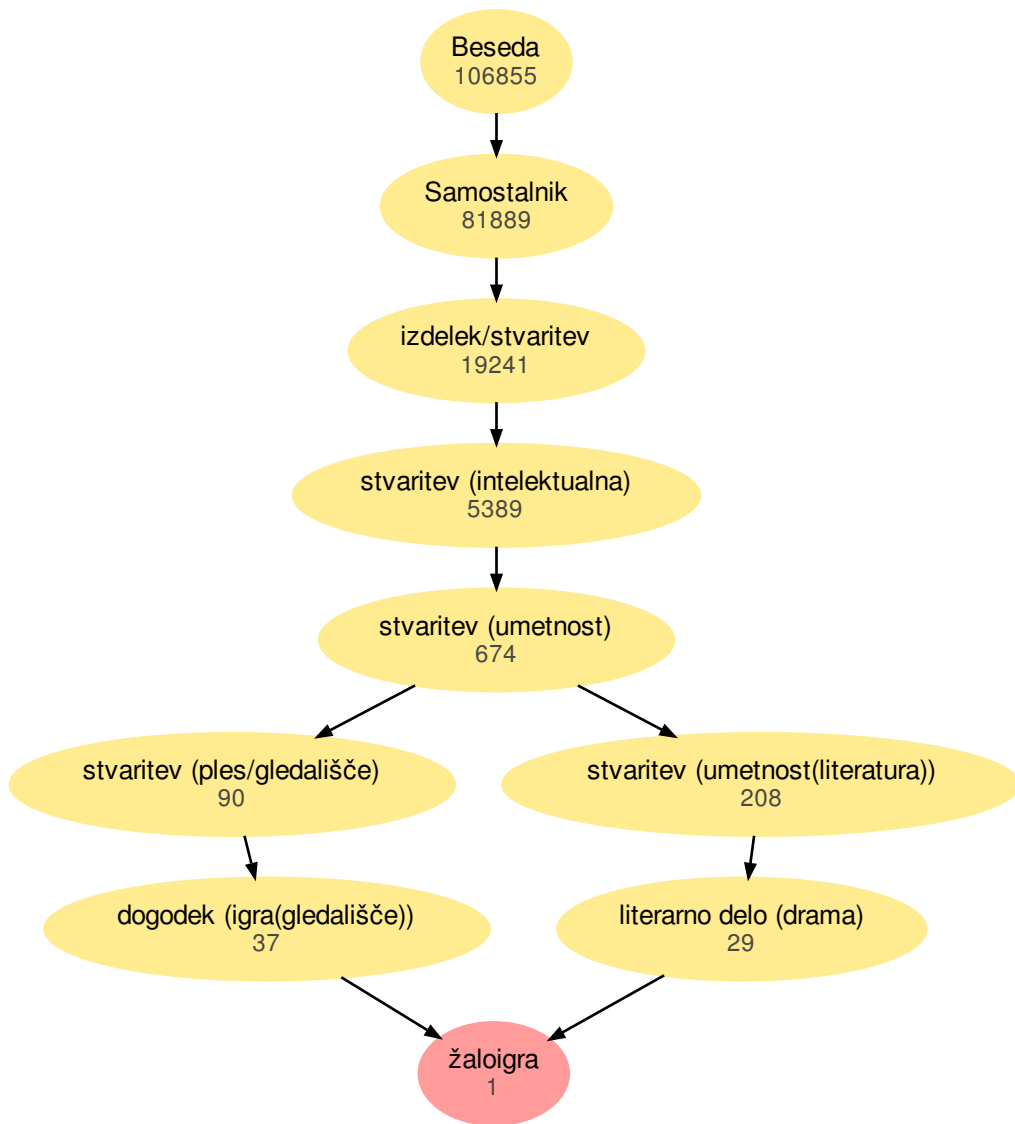 Beseda
106855
Samostalnik
81889
izdelek/stvaritev
19241
stvaritev (intelektualna)
5389
stvaritev (umetnost)
674
stvaritev (ples/gledališče)
90
stvaritev (umetnost(literatura))
208
dogodek (igra(gledališče))
37
literarno delo (drama)
29
žaloigra
1